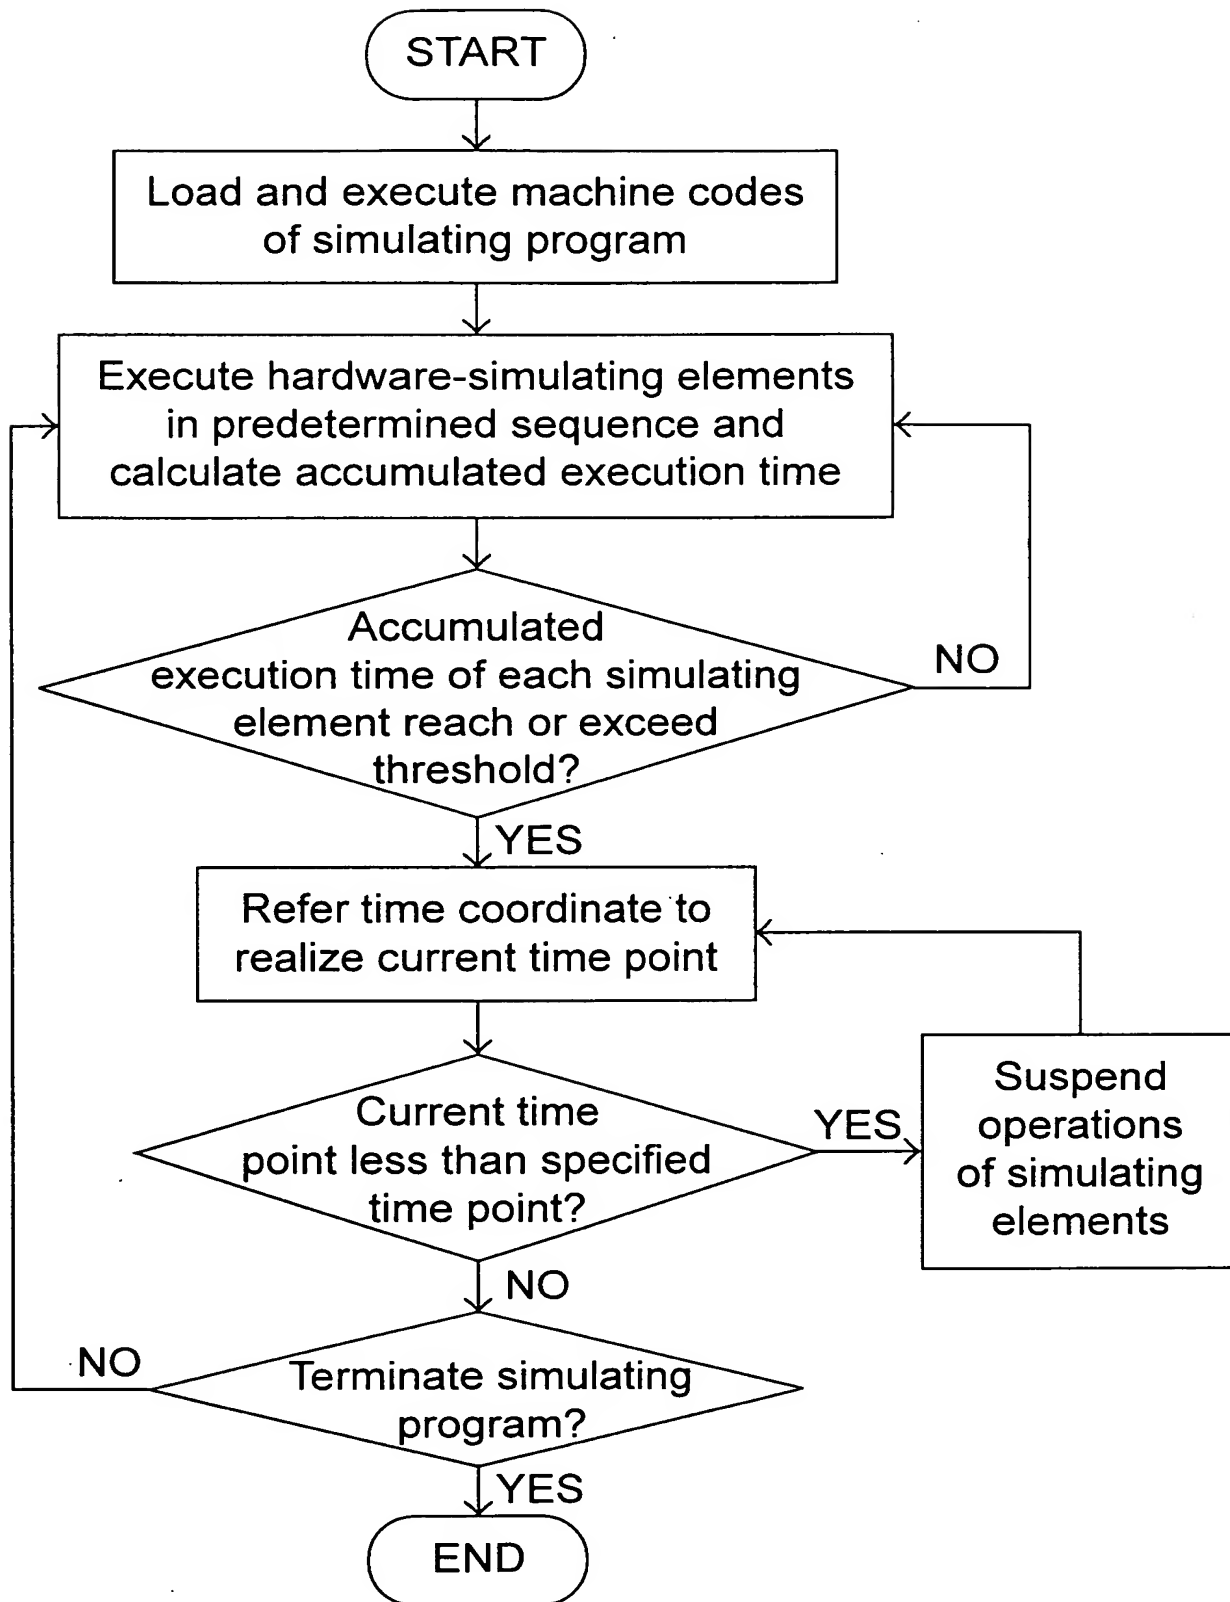 START
Load and execute machine codes
of simulating program
Execute hardware-simulating elements
in predetermined sequence and
calculate accumulated execution time
Accumulated
execution time of each simulating
element reach or exceed
threshold?
NO
YES
Refer time coordinate to
realize current time point
Current time
point less than specified
time point?
YES
Suspend
operations
of simulating
elements
NO
Terminate simulating
program?
NO
YES
END